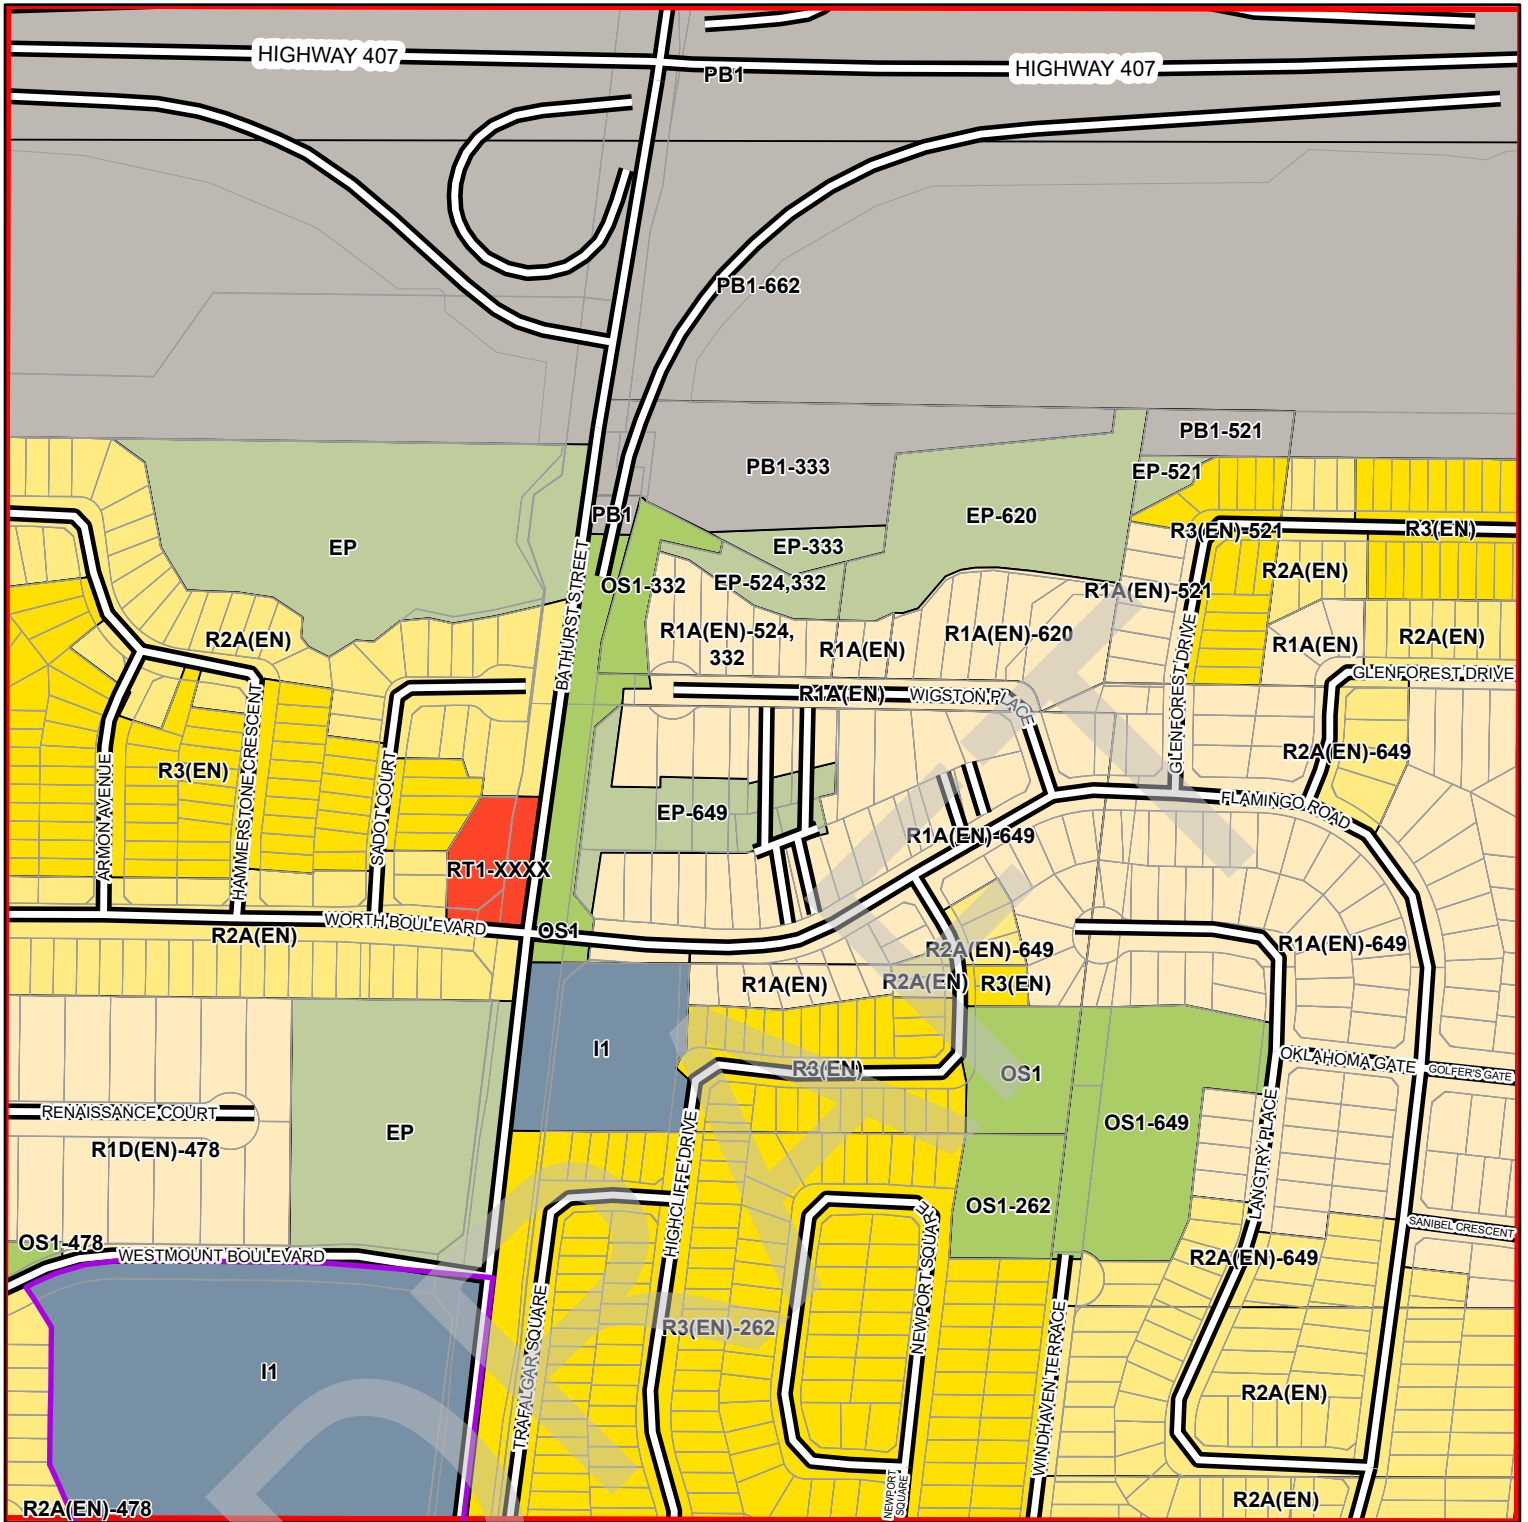 HIGHWAY 407
HIGHWAY 407
PB1
PB1-662
PB1-521
PB1-333
EP-521
PB1
EP-620
R3(EN)-521
R3(EN)
EP
EP-333
R2A(EN)
BATHURST STREET
OS1-332
EP-524,332
R1A(EN)-521
R2A(EN)
R1A(EN)-524,
332
R1A(EN)
R1A(EN)-620
R1A(EN)
R2A(EN)
GLENFOREST DRIVE
GLENFOREST DRIVE
R1A(EN)
WIGSTON PLACE
R3(EN)
ARMON AVENUE
HAMMERSTONE CRESCENT
SADOT COURT
R2A(EN)-649
FLAMINGO ROAD
EP-649
R1A(EN)-649
RT1-XXXX
WORTH BOULEVARD
OS1
R2A(EN)
R2A(EN)-649
R1A(EN)-649
R1A(EN)
R2A(EN)
R3(EN)
I1
R3(EN)
OS1
OKLAHOMA GATE
GOLFER'S GATE
RENAISSANCE COURT
R1D(EN)-478
EP
HIGHCLIFFE DRIVE
OS1-649
LANGTRY PLACE
OS1-262
NEWPORT SQUARE
SANIBEL CRESCENT
OS1-478
WESTMOUNT BOULEVARD
R2A(EN)-649
TRAFALGAR SQUARE
R3(EN)-262
WINDHAVEN TERRACE
I1
R2A(EN)
NEWPORT
SQUARE
R2A(EN)-478
R2A(EN)
DRAFT